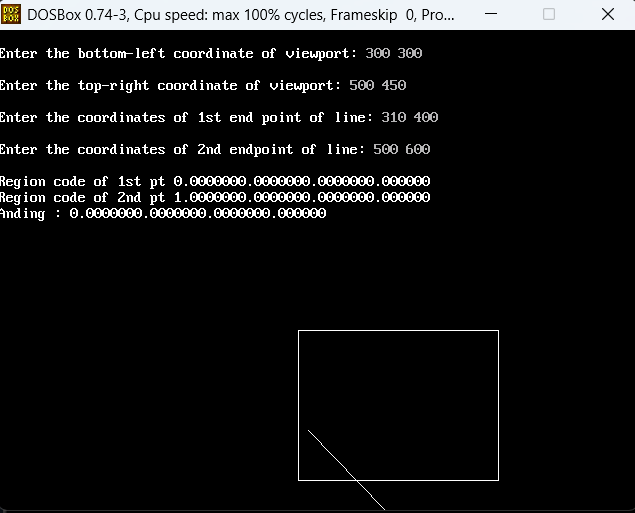 DOS BOX
DOSBox 0.74-3, Cpu speed: max 100% cycles, Frameskip 0, Pro...
Enter the bottom-left coordinate of viewport: 300 300
Enter the top-right coordinate of viewport: 500 450
Enter the coordinates of 1st end point of line: 310 400
Enter the coordinates of 2nd endpoint of line: 500 600
Region code of 1st pt 0.0000000.0000000.0000000.000000
Region code of 2nd pt 1.0000000.0000000.0000000.000000
Anding : 0.0000000.0000000.0000000.000000